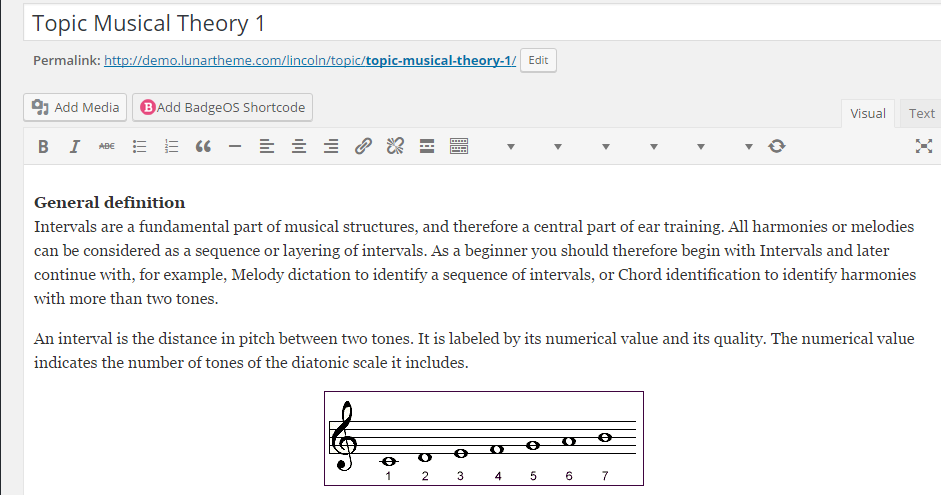 Topic Musical Theory 1
Permalink: http://demo.lunartheme.com/lincoln/topic/topic-musical-theory-1/ Edit
Add Media B Add BadgeOS Shortcode
Visual Text
B I ABC
General definition
Intervals are a fundamental part of musical structures, and therefore a central part of ear training. All harmonies or melodies
can be considered as a sequence or layering of intervals. As a beginner you should therefore begin with Intervals and later
continue with, for example, Melody dictation to identify a sequence of intervals, or Chord identification to identify harmonies
with more than two tones.
An interval is the distance in pitch between two tones. It is labeled by its numerical value and its quality. The numerical value
indicates the number of tones of the diatonic scale it includes.
1 2 3 4 5 6 7